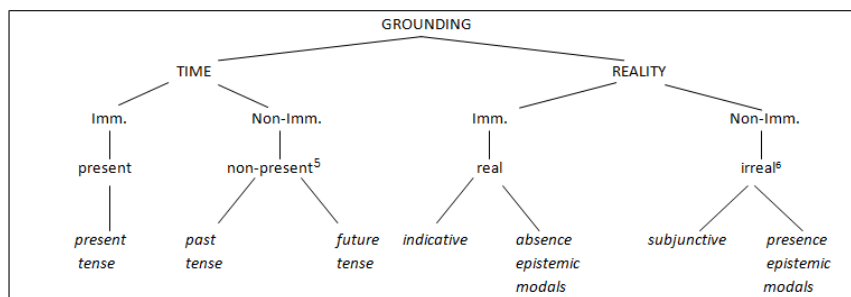 GROUNDING
TIME REALITY
Imm. Non-Imm. Imm. Non-Imm.
present non-present⁵ real irreal⁶
present past future indicative absence subjunctive presence
tense tense tense epistemic epistemic
modals modals